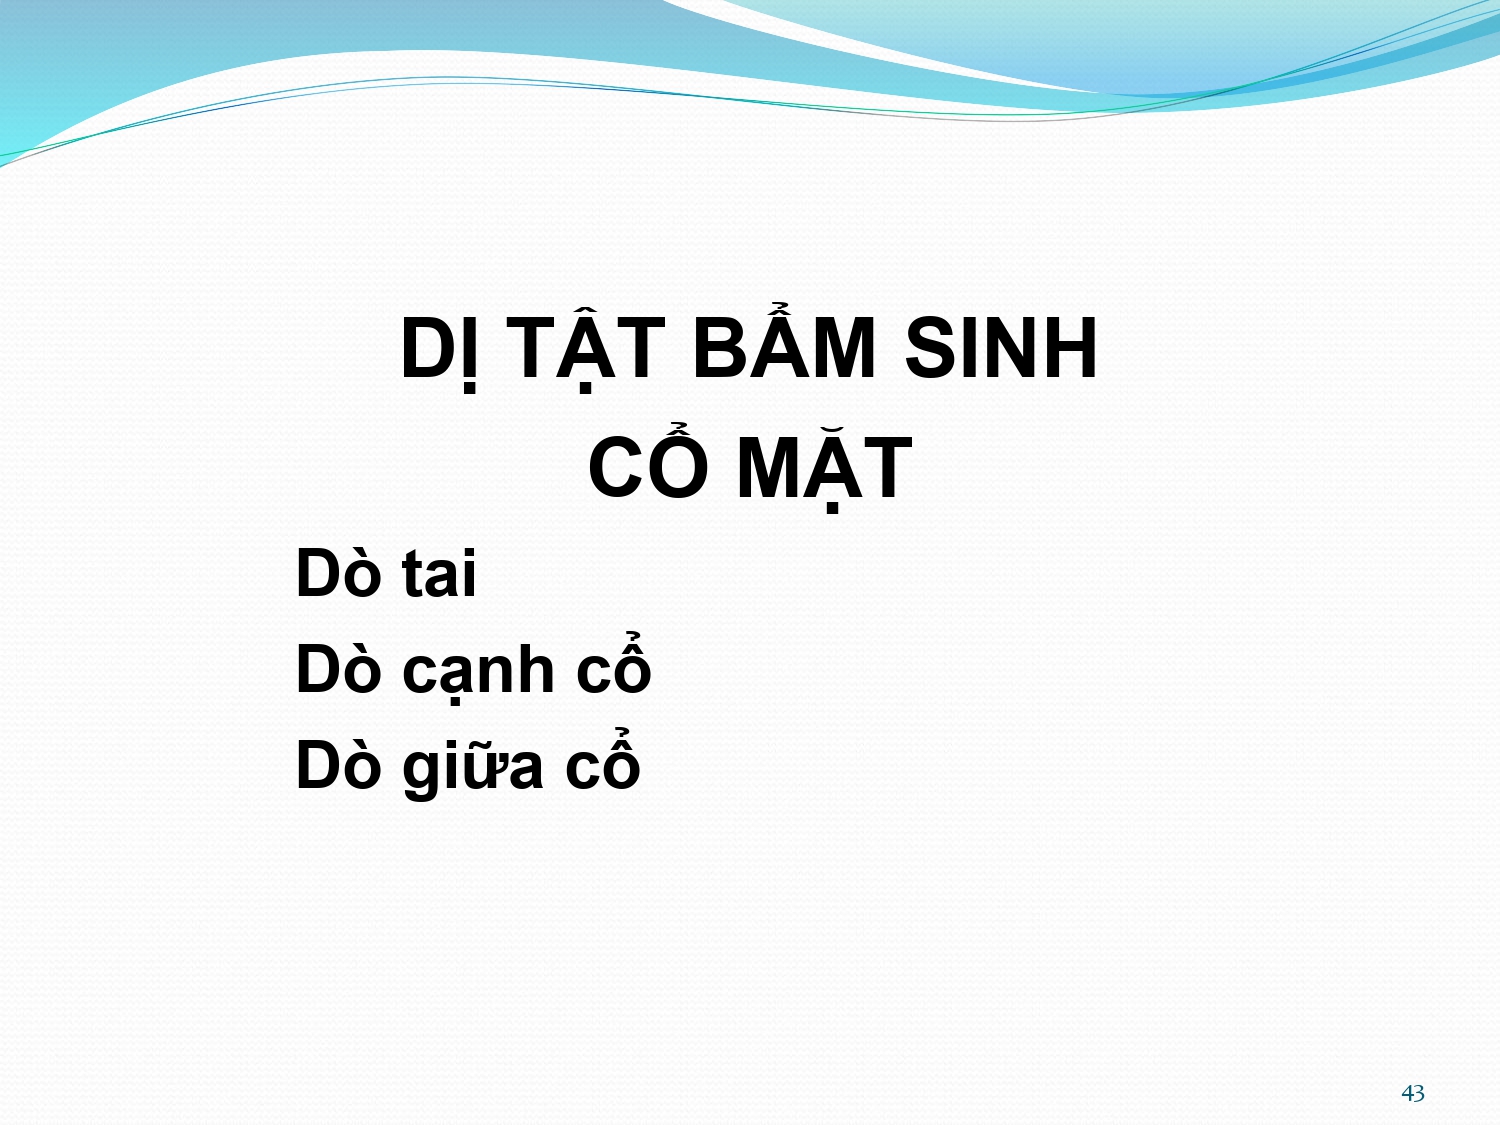 DỊ TẬT BẨM SINH
CỔ MẶT
Dò tai
Dò cạnh cổ
Dò giữa cổ
43